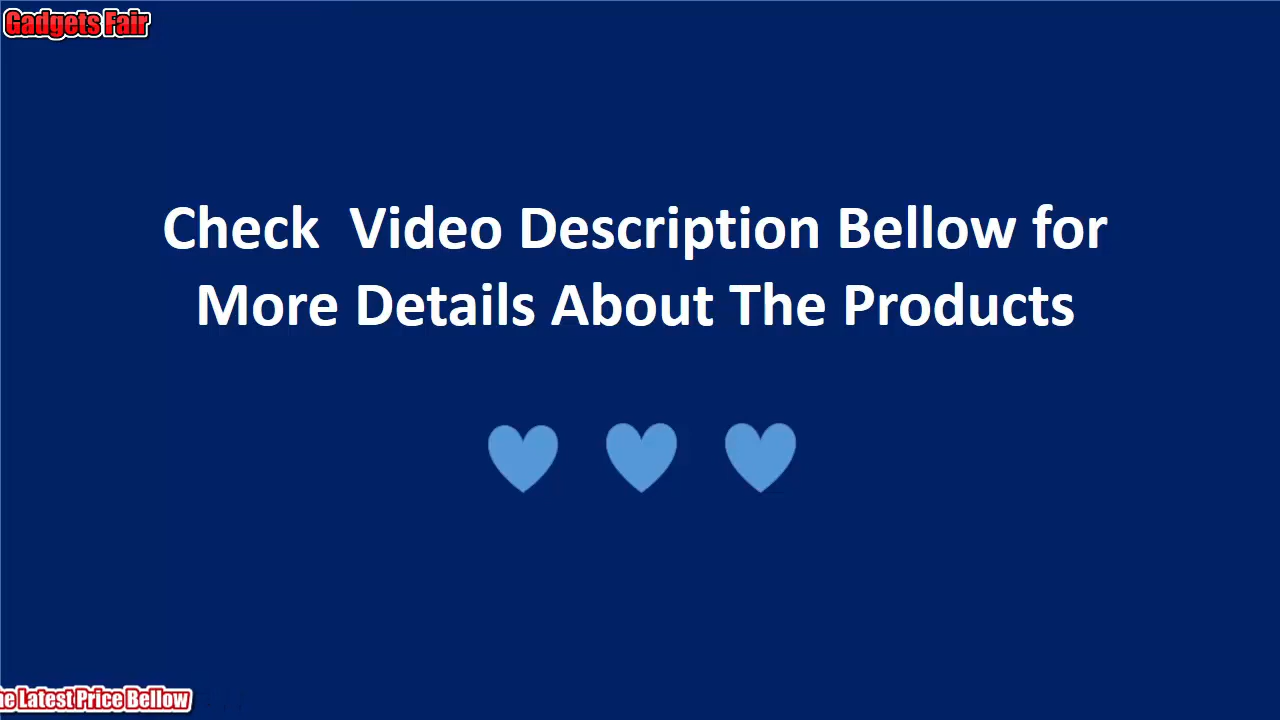 Gadgets Fair
Check  Video Description Bellow for
More Details About The Products
Latest Price Bellow